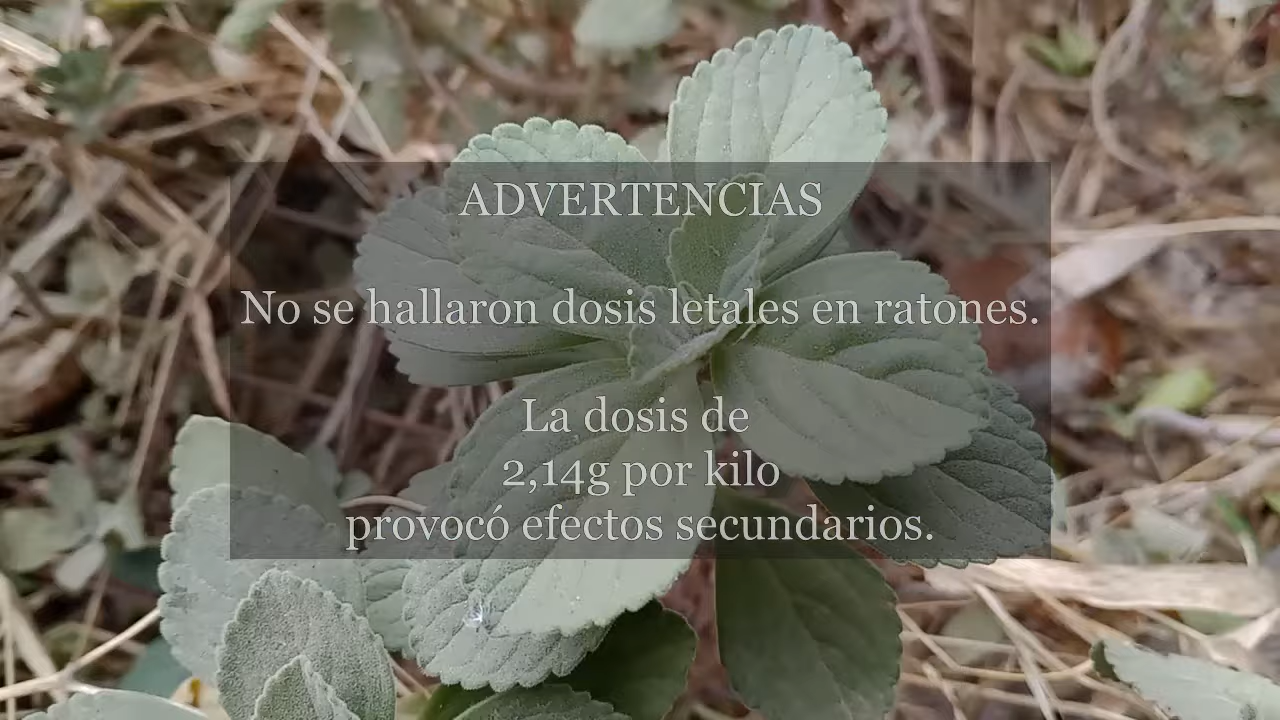 ADVERTENCIAS
No se hallaron dosis letales en ratones.
La dosis de
2,14g por kilo
provocó efectos secundarios.